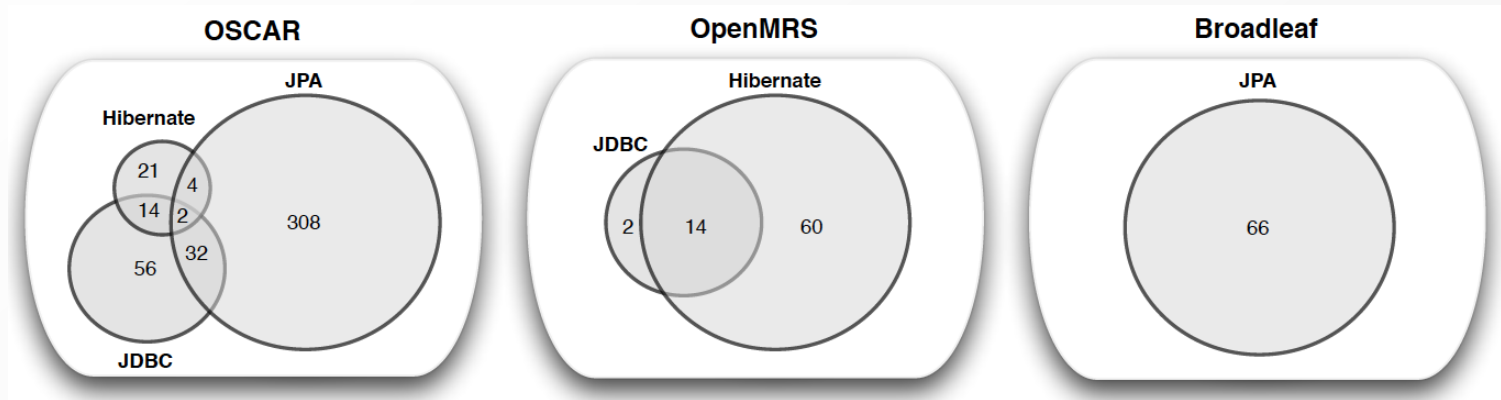 OSCAR
JPA
Hibernate
21
4
14
2
308
32
56
JDBC
OpenMRS
Hibernate
JDBC
2
14
60
Broadleaf
JPA
66